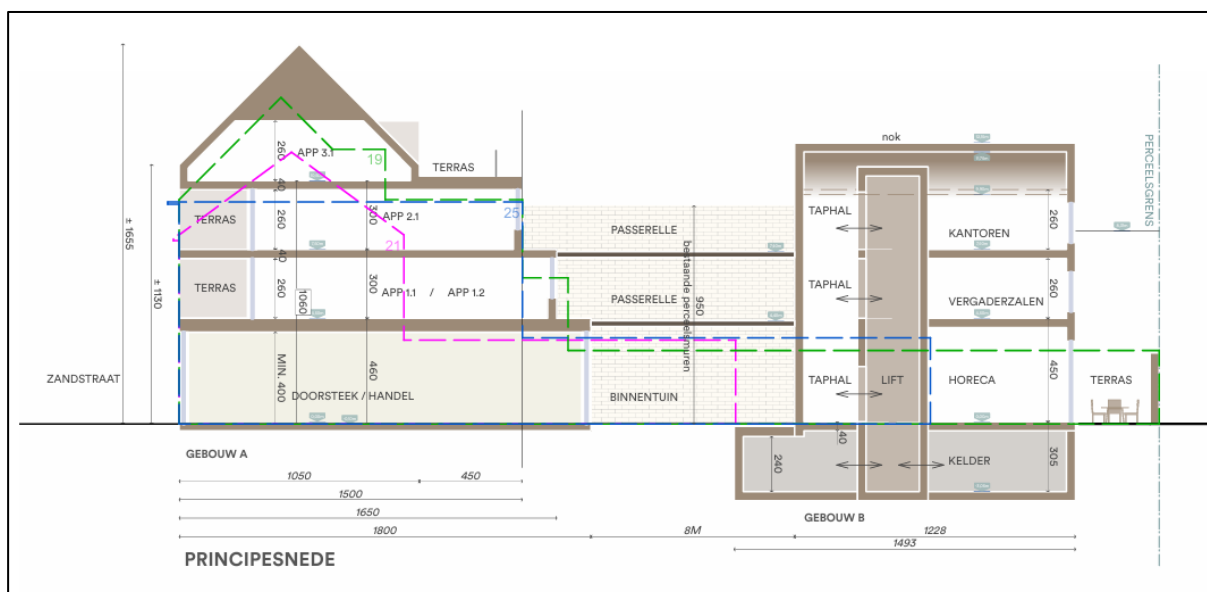 nok
PERCEELSGRENS
19
260
APP 3.1
TERRAS
40
± 1655
± 1130
TERRAS
260
300
APP 2.1
25
21
PASSERELLE
TAPHAL
KANTOREN
260
40
TERRAS
260
1060
300
APP 1.1 / APP 1.2
PASSERELLE
bestaande perceelsmuren
950
TAPHAL
VERGADERZALEN
260
ZANDSTRAAT
MIN. 400
460
DOORSTEEK / HANDEL
BINNENTUIN
TAPHAL
LIFT
HORECA
450
TERRAS
GEBOUW A
240
40
KELDER
305
1050
450
1500
1650
1800
8M
GEBOUW B
1228
1493
PRINCIPESNEDE